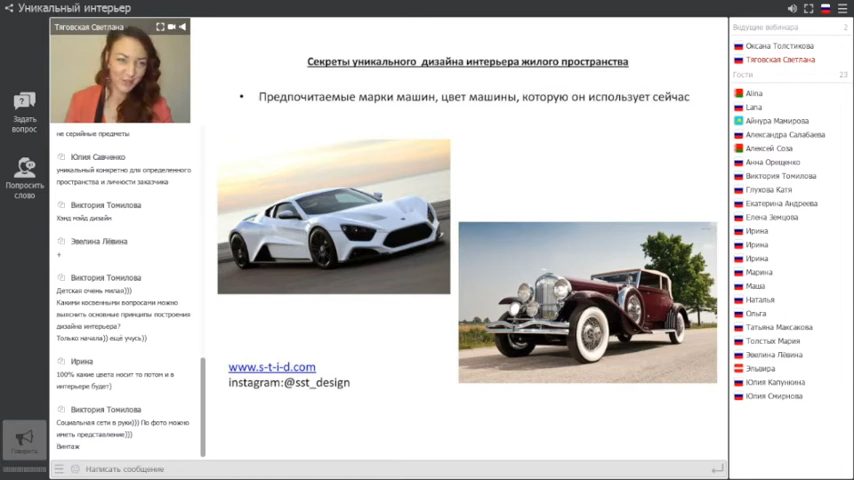 Уникальный интерьер
Тяговская Светлана
Задать
вопрос
Попросить
слово
не серийные предметы
Юлия Савченко
уникальный конкретно для определенного
пространства и личности заказчика
Виктория Томилова
Хэнд мэйд дизайн
Эвелина Лёвина
+
Виктория Томилова
Детская очень милая)))
Какими косвенными вопросами можно
выяснить основные принципы построения
дизайна интерьера?
Только начала)) ещё учусь))
Ирина
100% какие цвета носит то потом и в
интерьере будет)
Виктория Томилова
Социальная сети в руки))) По фото можно
иметь представление)))
Винтаж
Написать сообщение
Секреты уникального дизайна интерьера жилого пространства
• Предпочитаемые марки машин, цвет машины, которую он использует сейчас
www.s-t-i-d.com
instagram:@sst_design
Ведущие вебинара 2
Оксана Толстикова
Тяговская Светлана
Гости 23
Alina
Lana
Айнура Мамирова
Александра Салабаева
Алексей Соза
Анна Орещенко
Виктория Томилова
Глухова Катя
Екатерина Андреева
Елена Земцова
Ирина
Ирина
Ирина
Марина
Маша
Наталья
Ольга
Татьяна Максакова
Толстых Мария
Эвелина Лёвина
Эльвира
Юлия Калункина
Юлия Смирнова